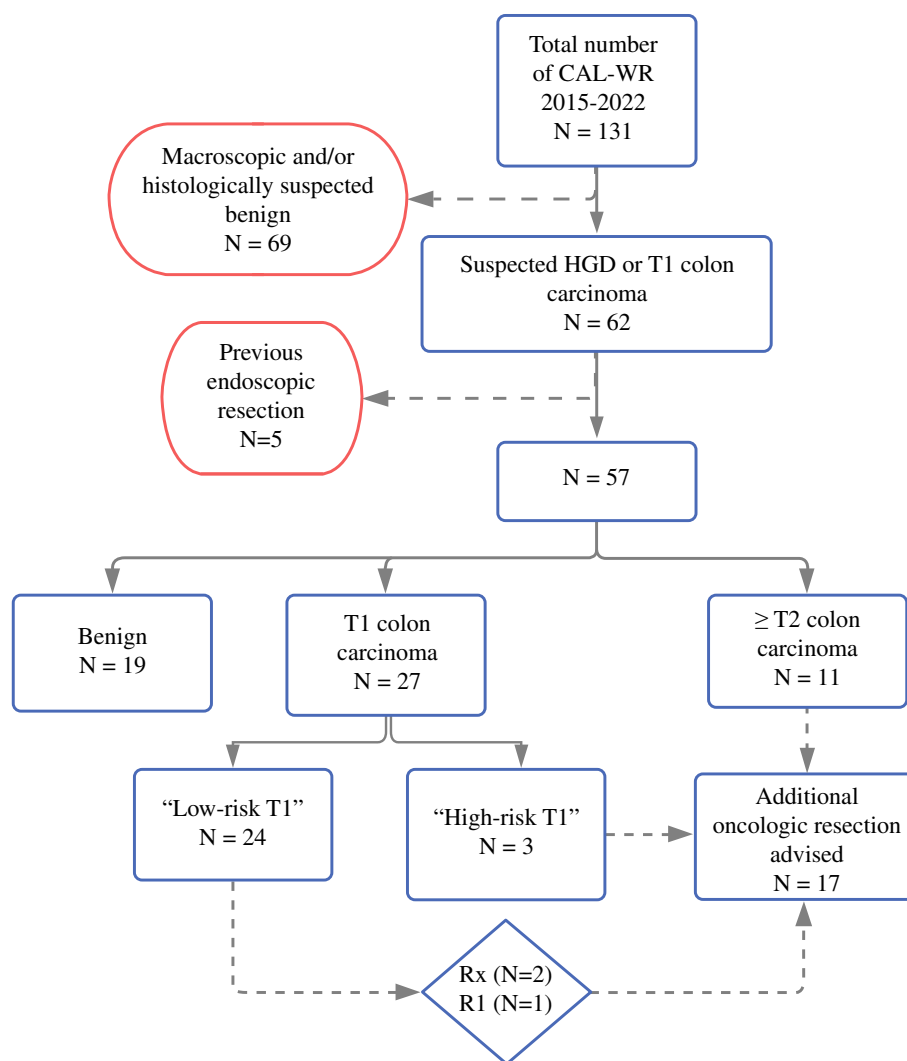 Total number
of CAL-WR
2015-2022
N = 131
Macroscopic and/or
histologically suspected
benign
N = 69
Suspected HGD or T1 colon
carcinoma
N = 62
Previous
endoscopic
resection
N=5
N = 57
Benign
N = 19
T1 colon
carcinoma
N = 27
≥ T2 colon
carcinoma
N = 11
“Low-risk T1”
N = 24
“High-risk T1”
N = 3
Additional
oncologic resection
advised
N = 17
Rx (N=2)
R1 (N=1)